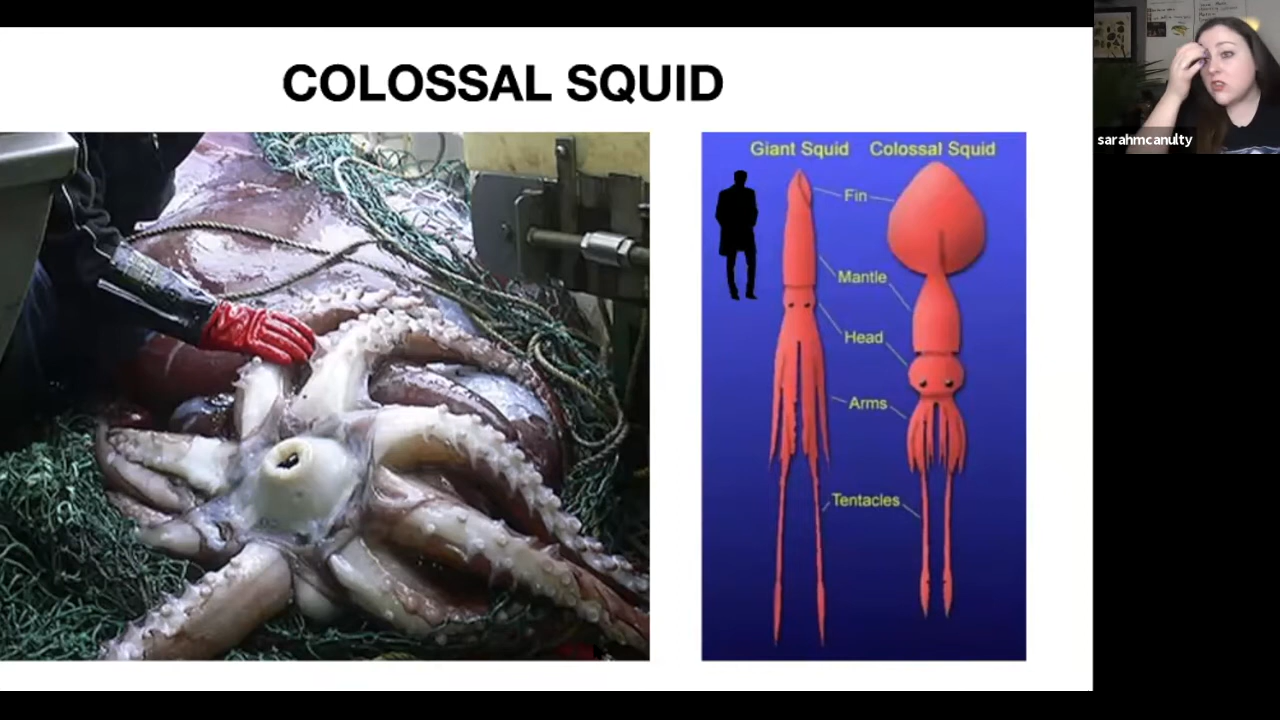 COLOSSAL SQUID
Giant Squid Colossal Squid
Fin
Mantle
Head
Arms
Tentacles
sarahmcanulty